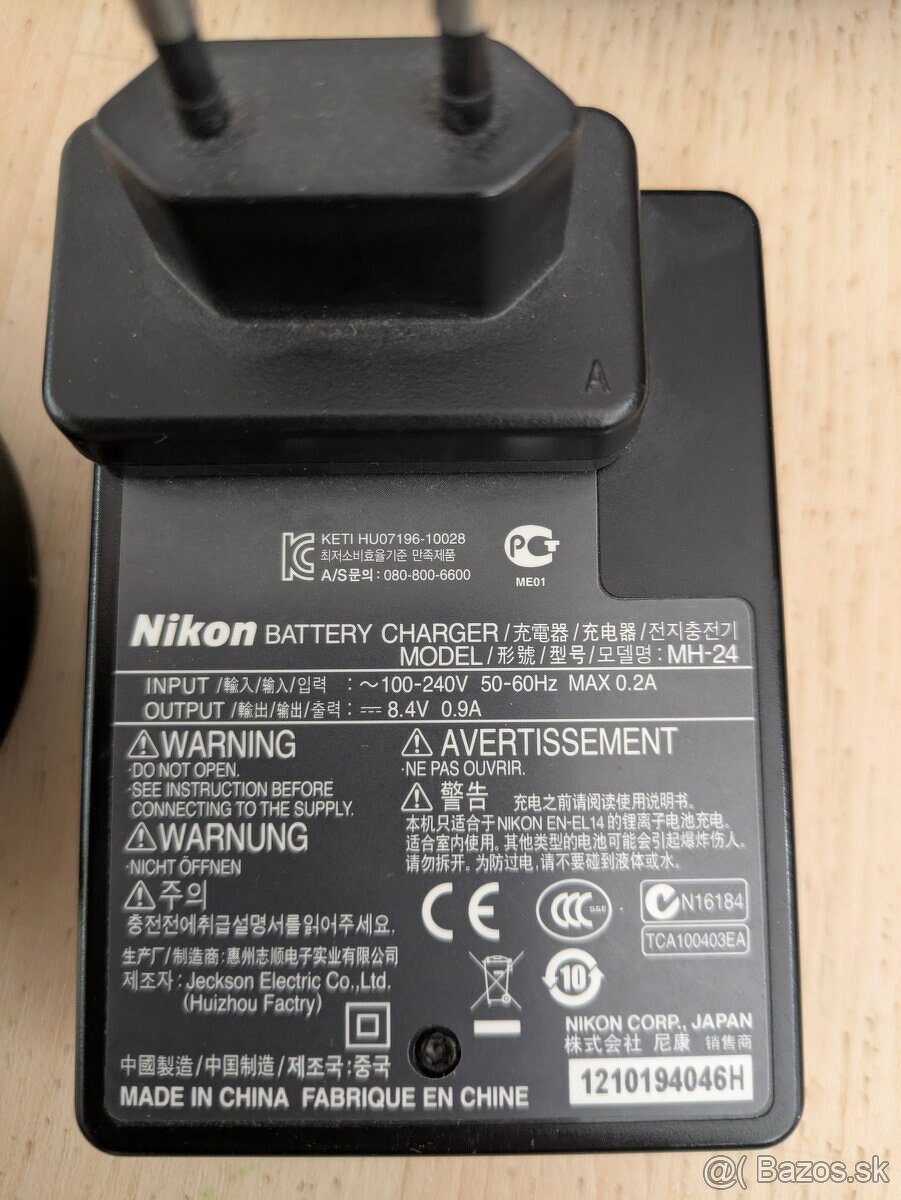 A
KETI HU07196-10028
최저소비효율기준 만족제품
A/S문의 : 080-800-6600
PCT
ME01
Nikon BATTERY CHARGER/充電器/充电器/전지충전기
MODEL/形號/型号/모델명: MH-24
INPUT /輸入/输入/입력 : ~100-240V 50-60Hz MAX 0.2A
OUTPUT /輸出/输出/출력 : ⎓ 8.4V 0.9A
⚠WARNING
·DO NOT OPEN.
·SEE INSTRUCTION BEFORE
CONNECTING TO THE SUPPLY.
⚠WARNUNG
·NICHT ÖFFNEN
⚠주의
충전전에취급설명서를읽어주세요.
⚠ AVERTISSEMENT
·NE PAS OUVRIR.
⚠ 警告 充电之前请阅读使用说明书。
本机只适合于NIKON EN-EL14的锂离子电池充电。
适合室内使用。其他类型的电池可能会引起爆炸伤人。
请勿拆开。为防过电,请不要碰到液体或水。
CE
CCC S&E
N16184
TCA100403EA
10
生产厂/制造商:惠州志顺电子实业有限公司
제조자 : Jeckson Electric Co.,Ltd.
(Huizhou Factry)
NIKON CORP., JAPAN
株式会社 尼康 销售商
1210194046H
中國製造/中国制造/제조국:중국
MADE IN CHINA FABRIQUE EN CHINE
@( Bazos.sk